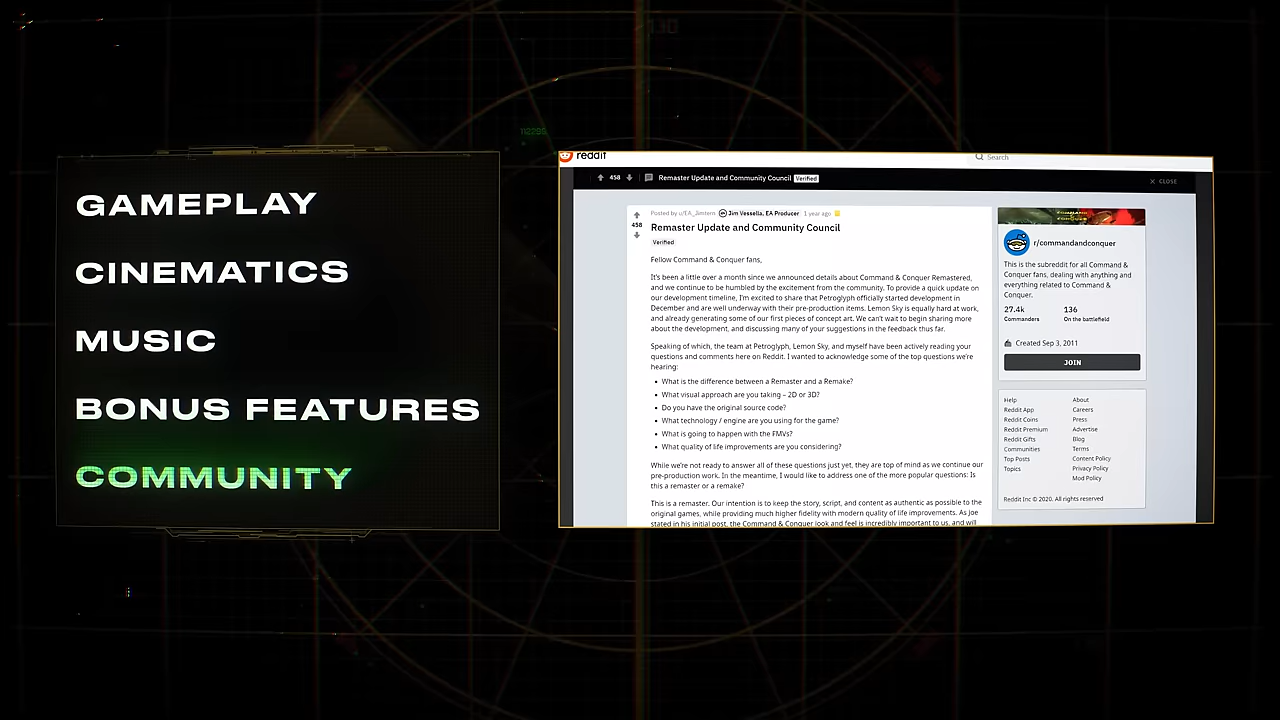 GAMEPLAY
CINEMATICS
MUSIC
BONUS FEATURES
COMMUNITY
reddit
Search
458
Remaster Update and Community Council Verified
CLOSE
458
Posted by u/EA_Jimtern Jim Vessella, EA Producer 1 year ago
Remaster Update and Community Council
Verified
Fellow Command & Conquer fans,
It's been a little over a month since we announced details about Command & Conquer Remastered,
and we continue to be humbled by the excitement from the community. To provide a quick update on
our development timeline, I'm excited to share that Petroglyph officially started development in
December and are well underway with their pre-production items. Lemon Sky is equally hard at work,
and already generating some of our first pieces of concept art. We can't wait to begin sharing more
about the development, and discussing many of your suggestions in the feedback thus far.
Speaking of which, the team at Petroglyph, Lemon Sky, and myself have been actively reading your
questions and comments here on Reddit. I wanted to acknowledge some of the top questions we're
hearing:
• What is the difference between a Remaster and a Remake?
• What visual approach are you taking – 2D or 3D?
• Do you have the original source code?
• What technology / engine are you using for the game?
• What is going to happen with the FMVs?
• What quality of life improvements are you considering?
While we're not ready to answer all of these questions just yet, they are top of mind as we continue our
pre-production work. In the meantime, I would like to address one of the more popular questions: Is
this a remaster or a remake?
This is a remaster. Our intention is to keep the story, script, and content as authentic as possible to the
original games, while providing much higher fidelity with modern quality of life improvements. As Joe
stated in his initial post, the Command & Conquer look and feel is incredibly important to us, and will
COMMAND
CONQUER
r/commandandconquer
This is the subreddit for all Command &
Conquer fans, dealing with anything and
everything related to Command &
Conquer.
27.4k 136
Commanders On the battlefield
Created Sep 3, 2011
JOIN
Help About
Reddit App Careers
Reddit Coins Press
Reddit Premium Advertise
Reddit Gifts Blog
Communities Terms
Top Posts Content Policy
Topics Privacy Policy
Mod Policy
Reddit Inc © 2020. All rights reserved